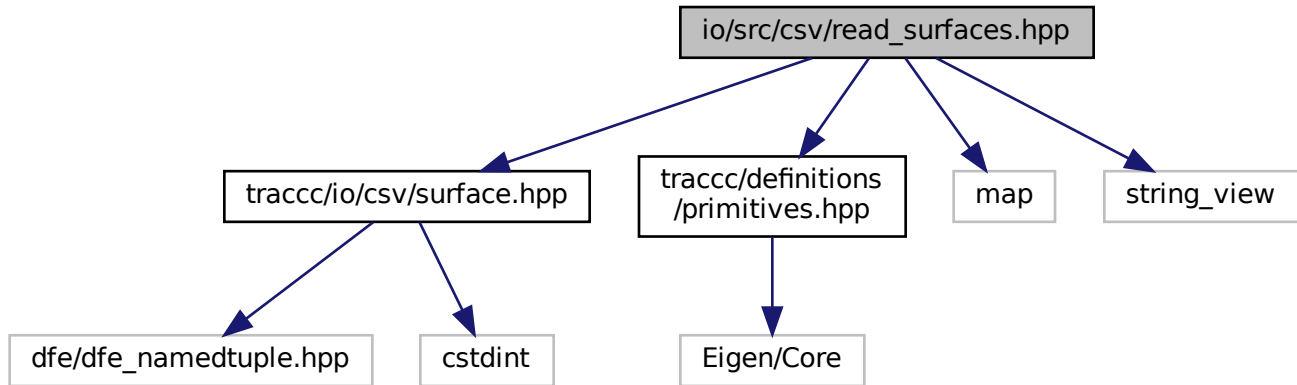 io/src/csv/read_surfaces.hpp
traccc/io/csv/surface.hpp
traccc/definitions
/primitives.hpp
map
string_view
dfe/dfe_namedtuple.hpp
cstdint
Eigen/Core